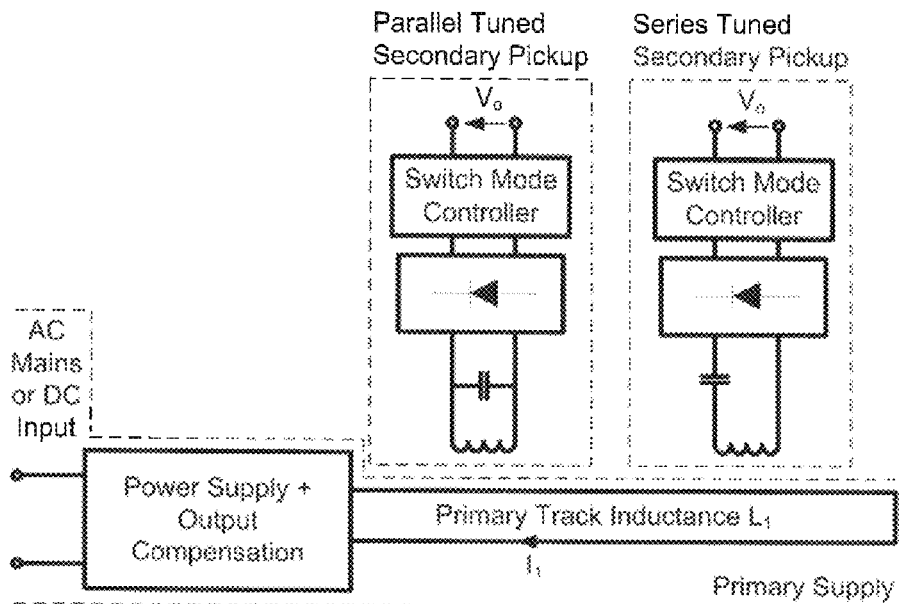 Parallel Tuned
Secondary Pickup
Series Tuned
Secondary Pickup
Vo
Vo
Switch Mode
Controller
Switch Mode
Controller
AC
Mains
or DC
Input
Power Supply +
Output
Compensation
Primary Track Inductance L1
I1
Primary Supply